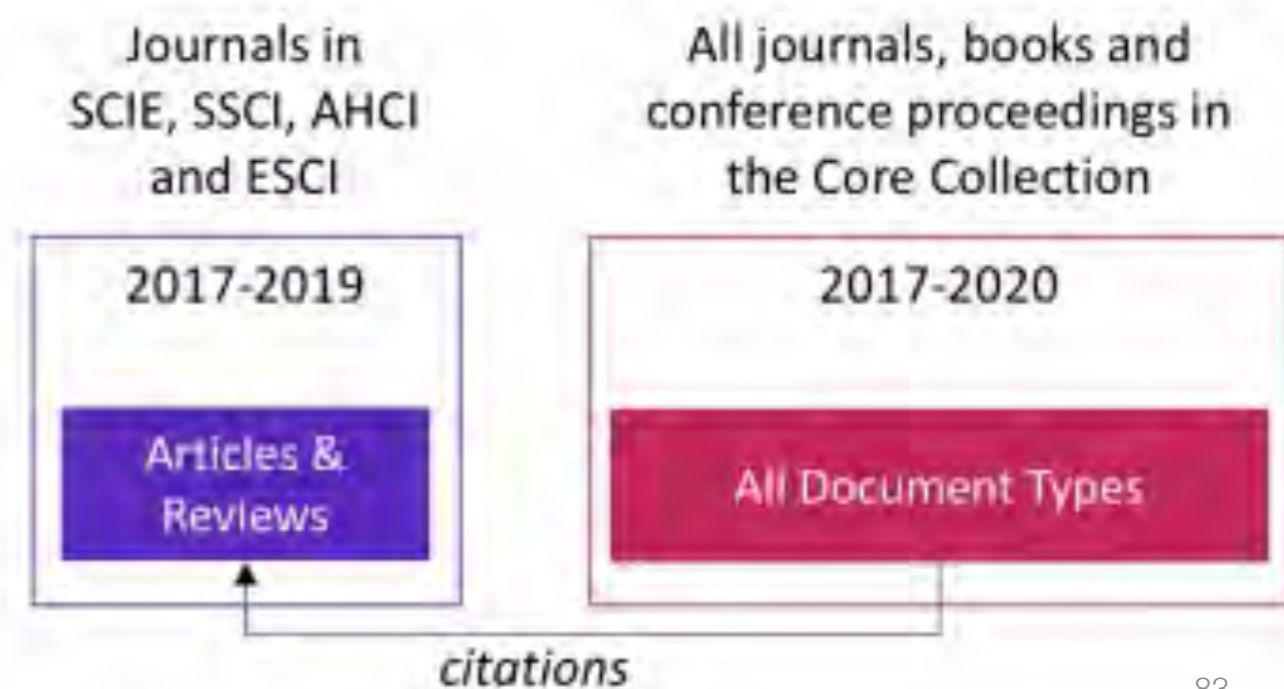 Journals in
SCIE, SSCI, AHCI
and ESCI
2017-2019
Articles &
Reviews
All journals, books and
conference proceedings in
the Core Collection
2017-2020
All Document Types
citations
83